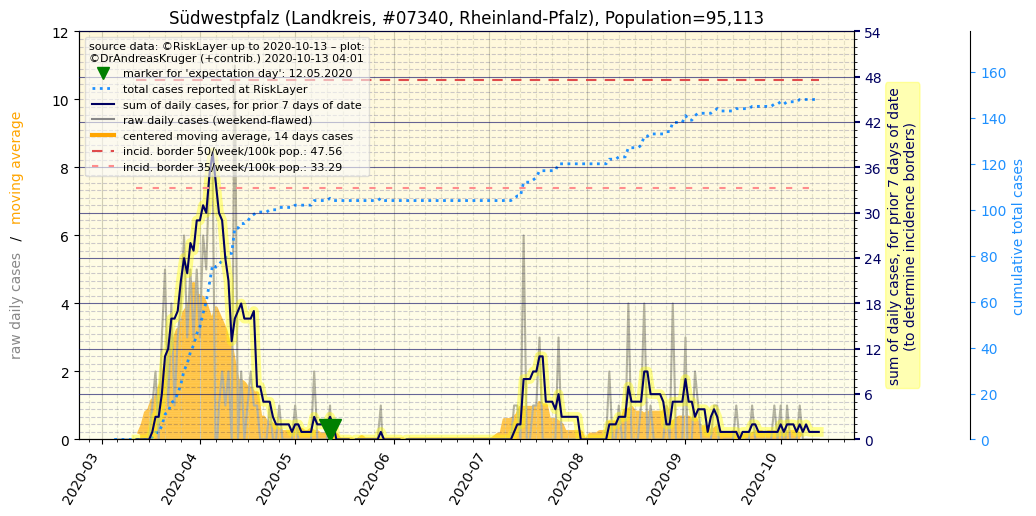 Südwestpfalz (Landkreis, #07340, Rheinland-Pfalz), Population=95,113
source data: ©RiskLayer up to 2020-10-13 – plot:
©DrAndreasKruger (+contrib.) 2020-10-13 04:01
marker for 'expectation day': 12.05.2020
total cases reported at RiskLayer
sum of daily cases, for prior 7 days of date
raw daily cases (weekend-flawed)
centered moving average, 14 days cases
incid. border 50/week/100k pop.: 47.56
incid. border 35/week/100k pop.: 33.29
raw daily cases / moving average
12
10
8
6
4
2
0
54
48
42
36
30
24
18
12
6
0
sum of daily cases, for prior 7 days of date
(to determine, incidence borders)
160
140
120
100
80
60
40
20
0
cumulative total cases
2020-03
2020-04
2020-05
2020-06
2020-07
2020-08
2020-09
2020-10